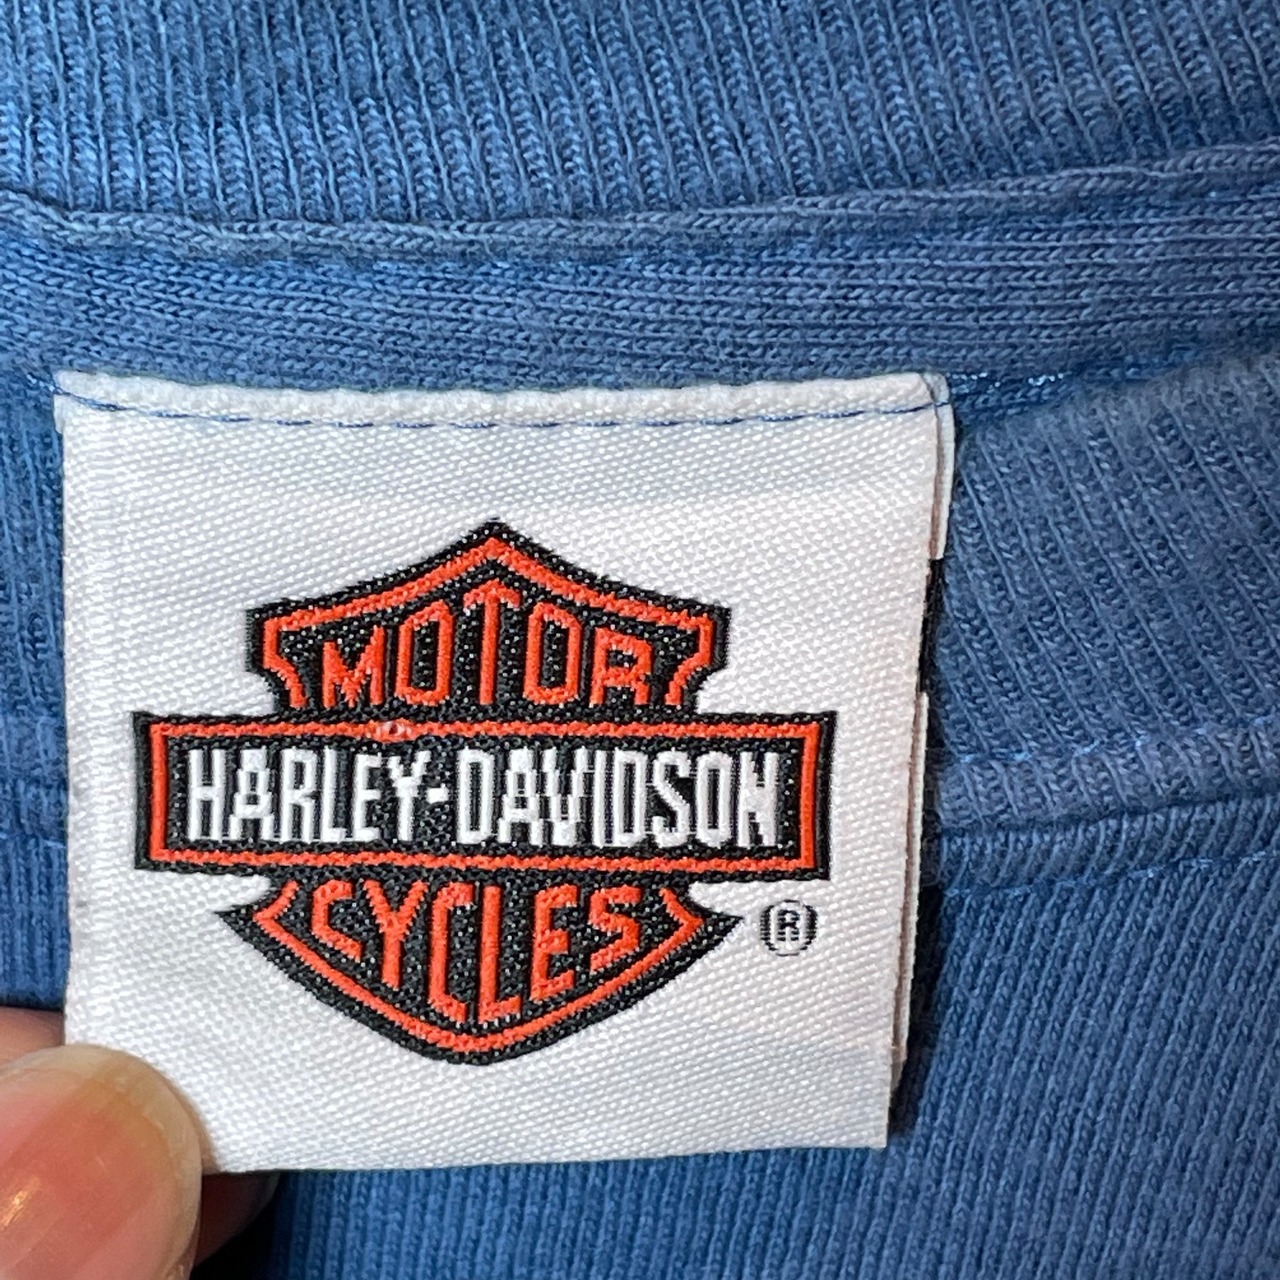 MOTOR
HARLEY-DAVIDSON
CYCLES
®